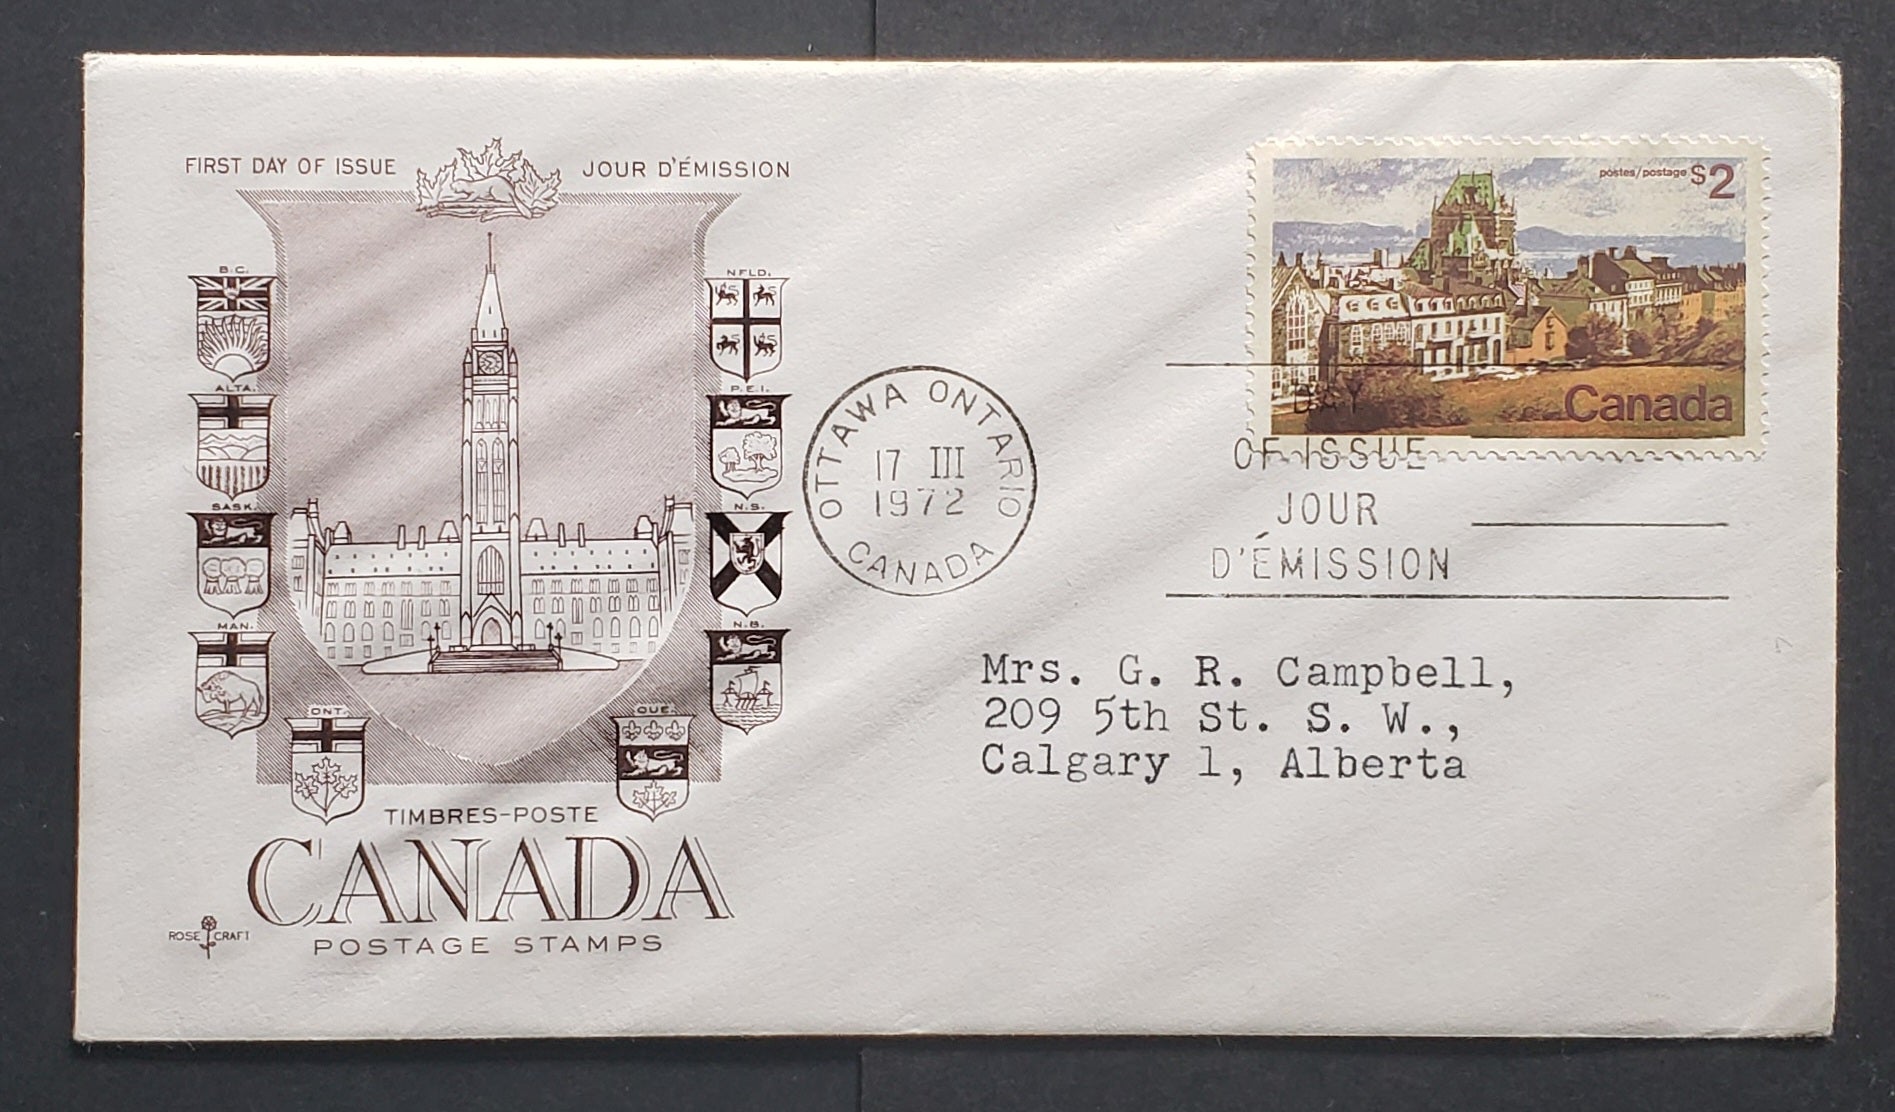 FIRST DAY OF ISSUE
JOUR D'ÉMISSION
B.C.
ALTA.
SASK.
MAN.
ONT.
NFLD.
P.E.I.
N.S.
N.B.
QUE.
TIMBRES-POSTE
CANADA
POSTAGE STAMPS
ROSE CRAFT
OTTAWA ONTARIO
17 III
1972
CANADA
postes/postage $2
Canada
DAY
OF ISSUE
JOUR
D'ÉMISSION
Mrs. G. R. Campbell,
209 5th St. S. W.,
Calgary 1, Alberta